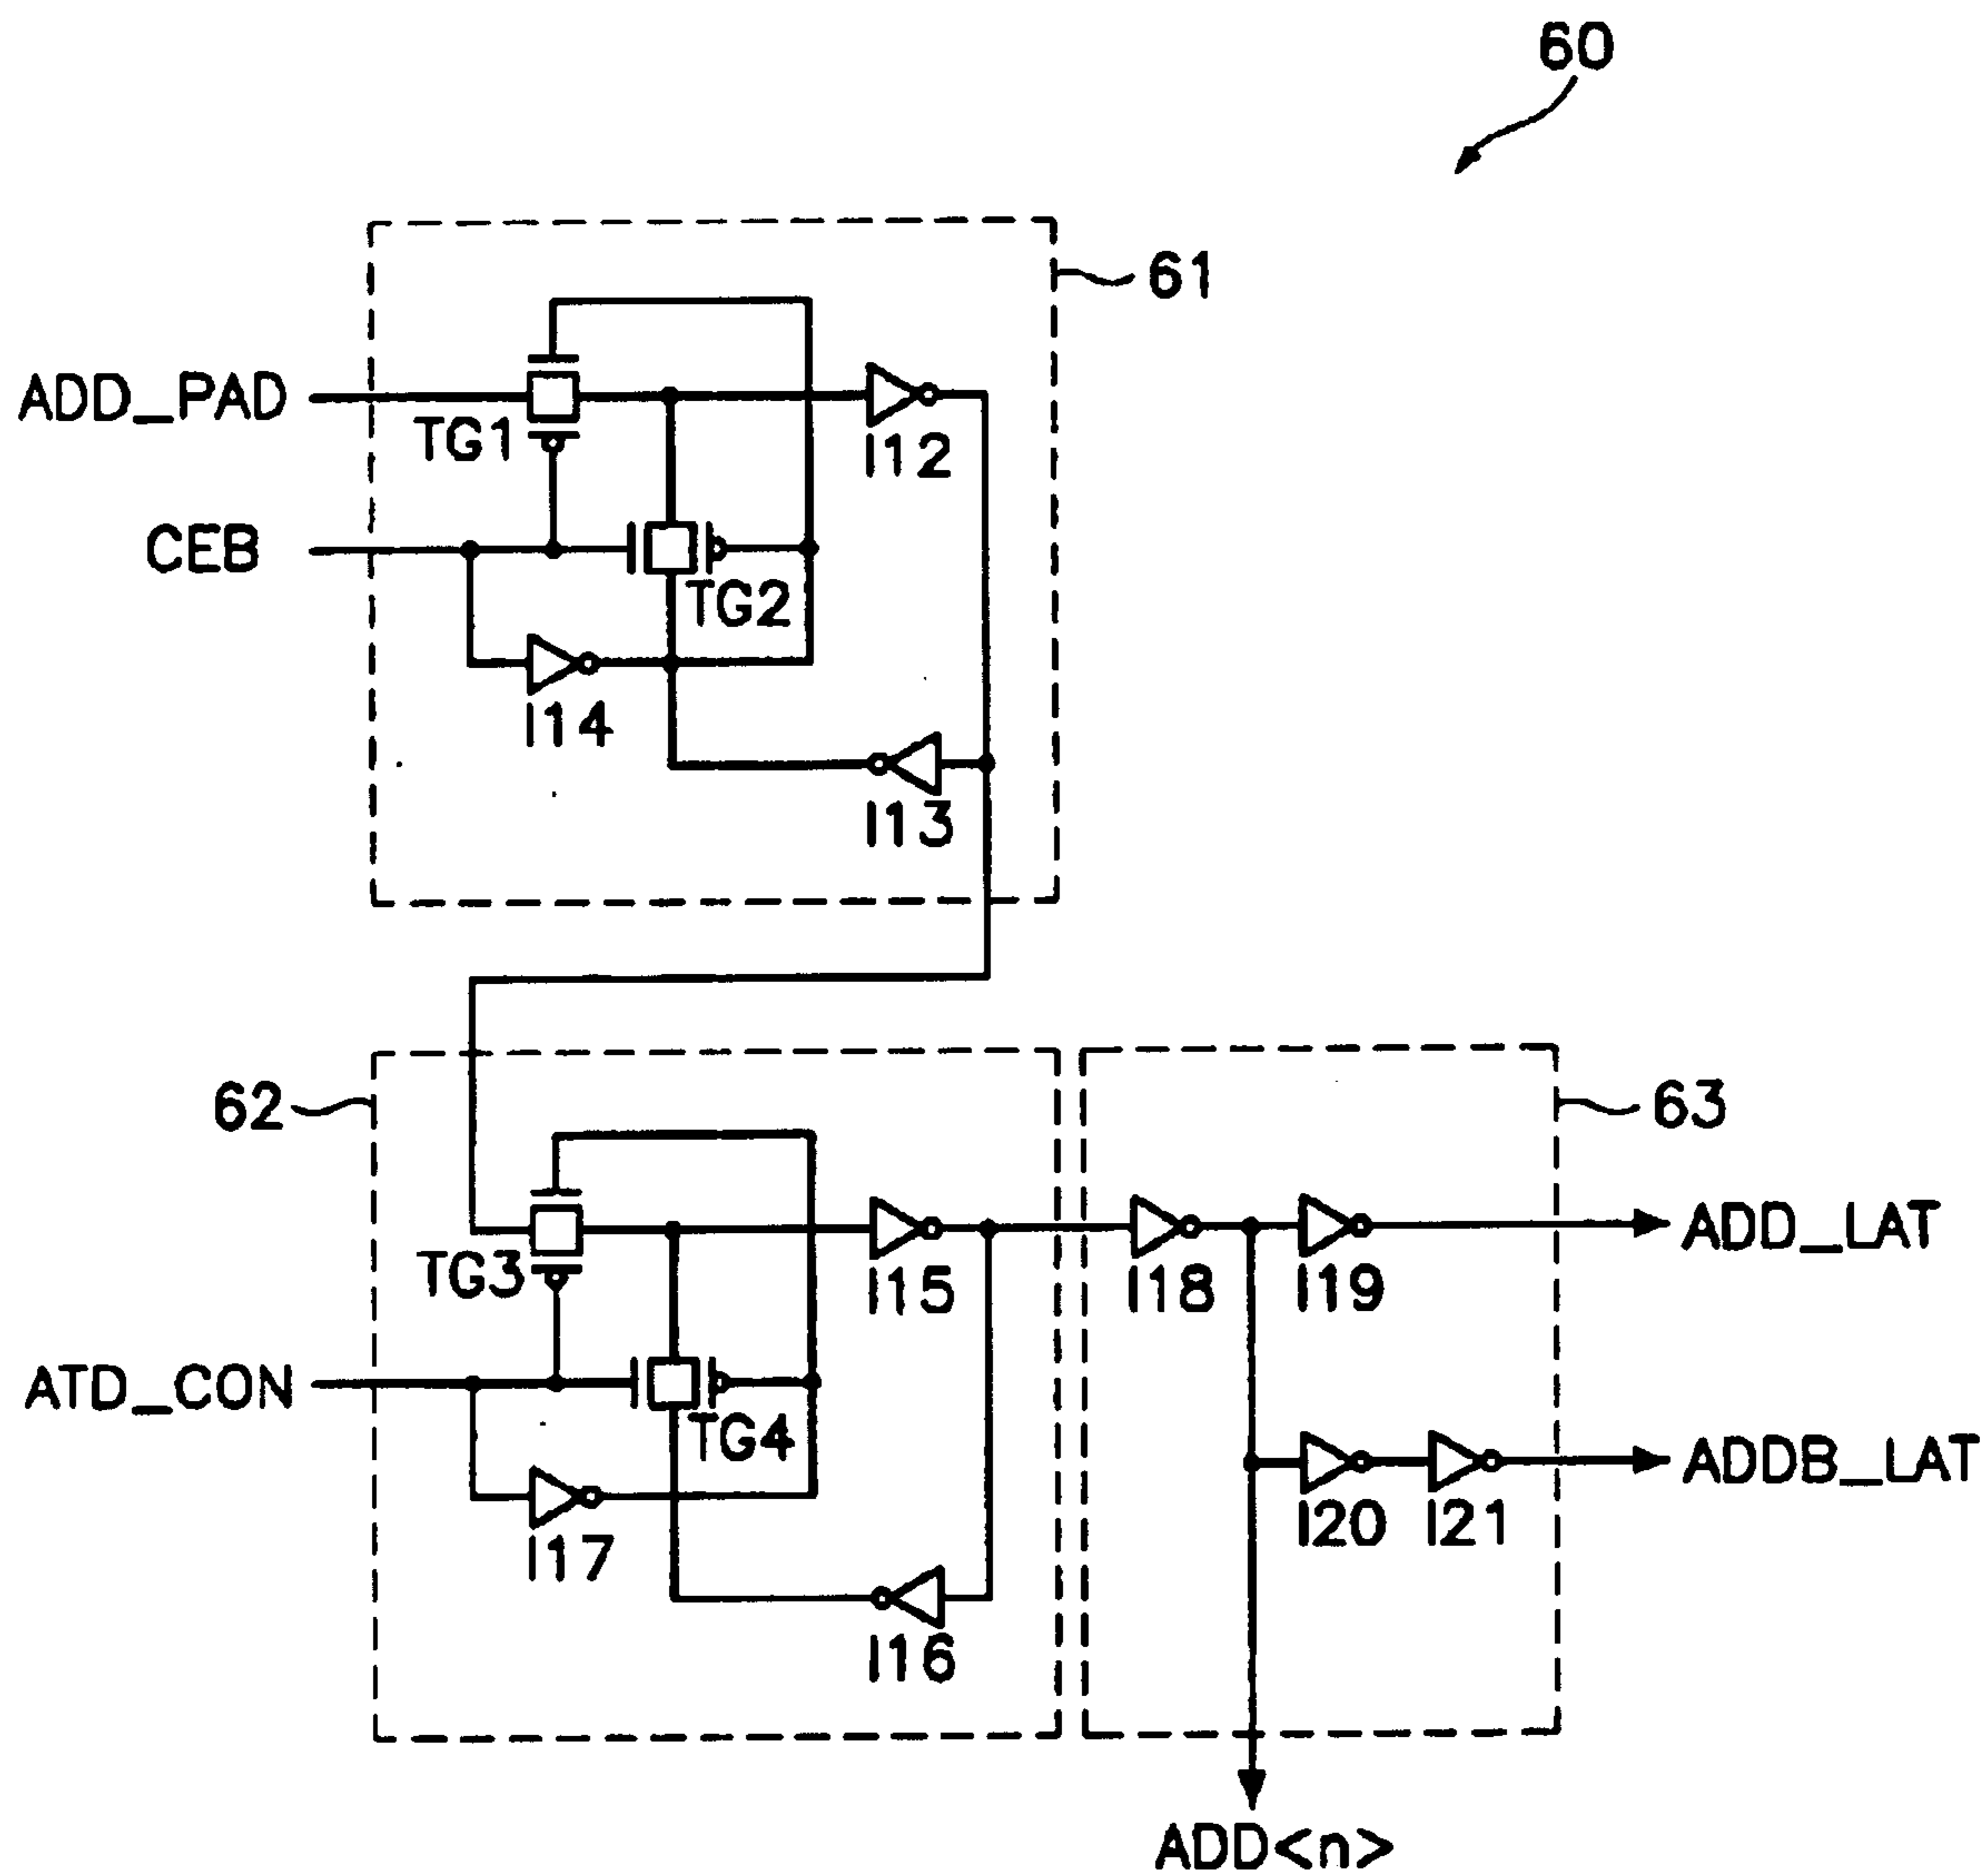 60
61
ADD_PAD
TG1
I12
CEB
TG2
I14
I13
62
63
TG3
I15
I18
I19
ADD_LAT
ATD_CON
TG4
ADDB_LAT
I17
I20
I21
I16
ADD<n>